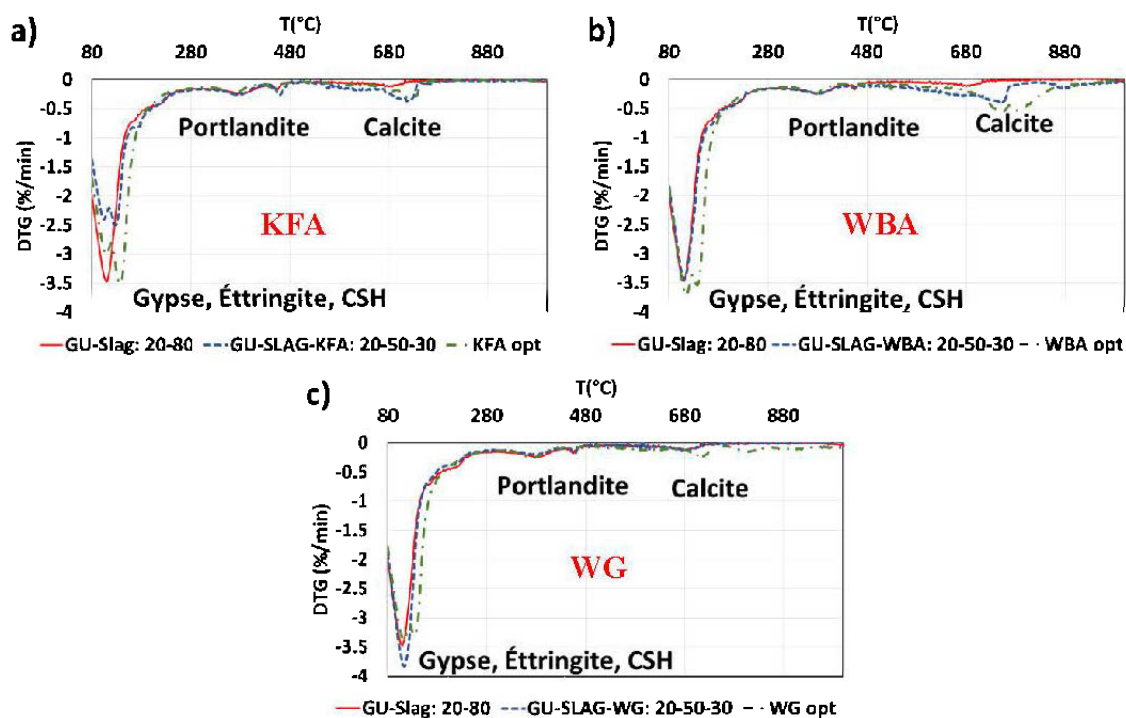 a)
T(°C)
80 280 480 680 880
0
-0.5
-1
-1.5
-2
-2.5
-3
-3.5
-4
DTG (%/min)
Portlandite Calcite
KFA
Gypse, Éttringite, CSH
GU-Slag: 20-80 GU-SLAG-KFA: 20-50-30 KFA opt
b)
T(°C)
80 280 480 680 880
0
-0.5
-1
-1.5
-2
-2.5
-3
-3.5
-4
DTG (%/min)
Portlandite Calcite
WBA
Gypse, Éttringite, CSH
GU-Slag: 20-80 GU-SLAG-WBA: 20-50-30 WBA opt
c)
T(°C)
80 280 480 680 880
0
-0.5
-1
-1.5
-2
-2.5
-3
-3.5
-4
DTG (%/min)
Portlandite Calcite
WG
Gypse, Éttringite, CSH
GU-Slag: 20-80 GU-SLAG-WG: 20-50-30 WG opt